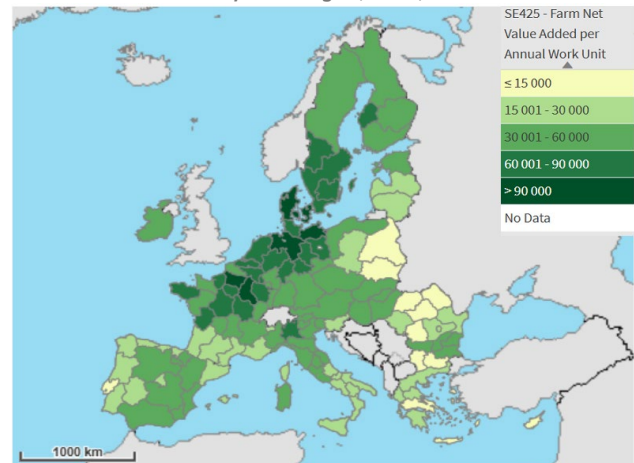 SE425 - Farm Net
Value Added per
Annual Work Unit
≤ 15 000
15 001 - 30 000
30 001 - 60 000
60 001 - 90 000
> 90 000
No Data
1000 km